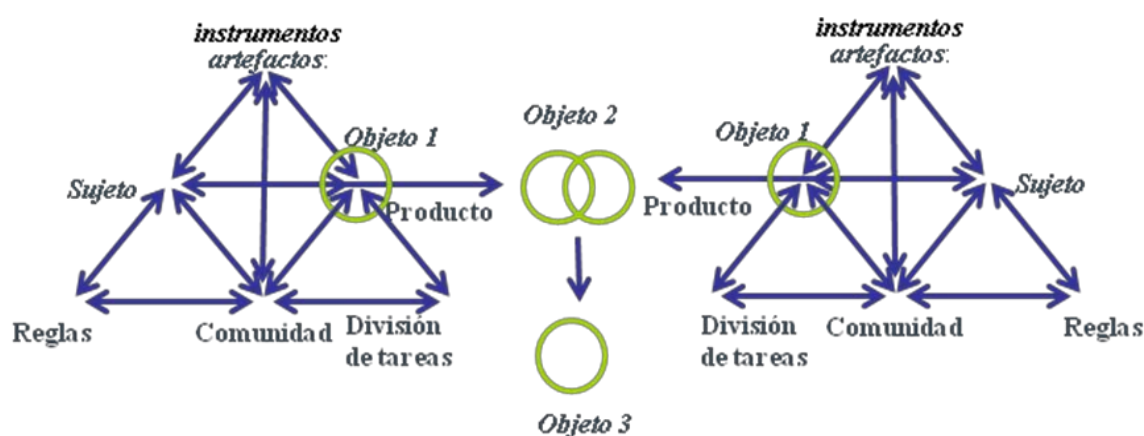 instrumentos
artefactos:
Objeto 1
Sujeto
Producto
Reglas
Comunidad
División
de tareas
Objeto 2
Objeto 3
instrumentos
artefactos:
Objeto 1
Sujeto
Producto
División
de tareas
Comunidad
Reglas